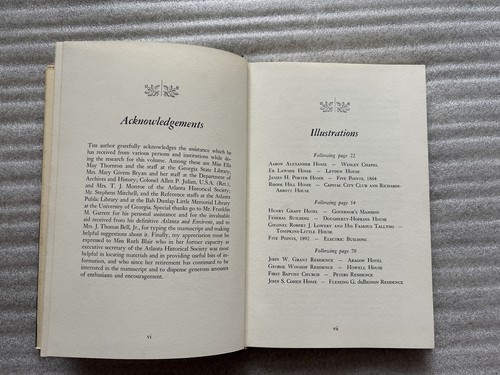 Acknowledgements
The author gratefully acknowledges the assistance which he
has received from various persons and institutions while do-
ing the research for this volume. Among these are Miss Ella
May Thornton and the staff at the Georgia State Library,
Mrs. Mary Givens Bryan and her staff at the Department of
Archives and History; Colonel Allen P. Julian, U.S.A. (Ret.),
and Mrs. T. J. Monroe of the Atlanta Historical Society;
Mr. Stephens Mitchell, and the Reference staffs at the Atlanta
Public Library and at the Ilah Dunlap Little Memorial Library
at the University of Georgia. Special thanks go to Mr. Franklin
M. Garrett for his personal assistance and for the invaluable
aid received from his definitive Atlanta and Environs, and to
Mrs. J. Thomas Bell, Jr., for typing the manuscript and making
helpful suggestions about it. Finally, my appreciation must be
expressed to Miss Ruth Blair who in her former capacity as
executive secretary of the Atlanta Historical Society was most
helpful in locating materials and in providing useful bits of in-
formation, and who since her retirement has continued to be
interested in the manuscript and to dispense generous amounts
of enthusiasm and encouragement.
vi
Illustrations
Following page 22
Aaron Alexander Home — Wesley Chapel
Er Lawshe Home — Leyden House
James H. Porter Home — Five Points, 1864
Rhode Hill Home — Capital City Club and Richards-
Abbott House
Following page 54
Henry Grady Hotel — Governor's Mansion
Federal Building — Dougherty-Hopkins House
Colonel Robert J. Lowry and His Famous Tallyho —
Tompkins-Little House
Five Points, 1892 — Electric Building
Following page 70
John W. Grant Residence — Aragon Hotel
George Winship Residence — Howell House
First Baptist Church — Peters Residence
John S. Cohen Home — Fleming G. duBignon Residence
vii